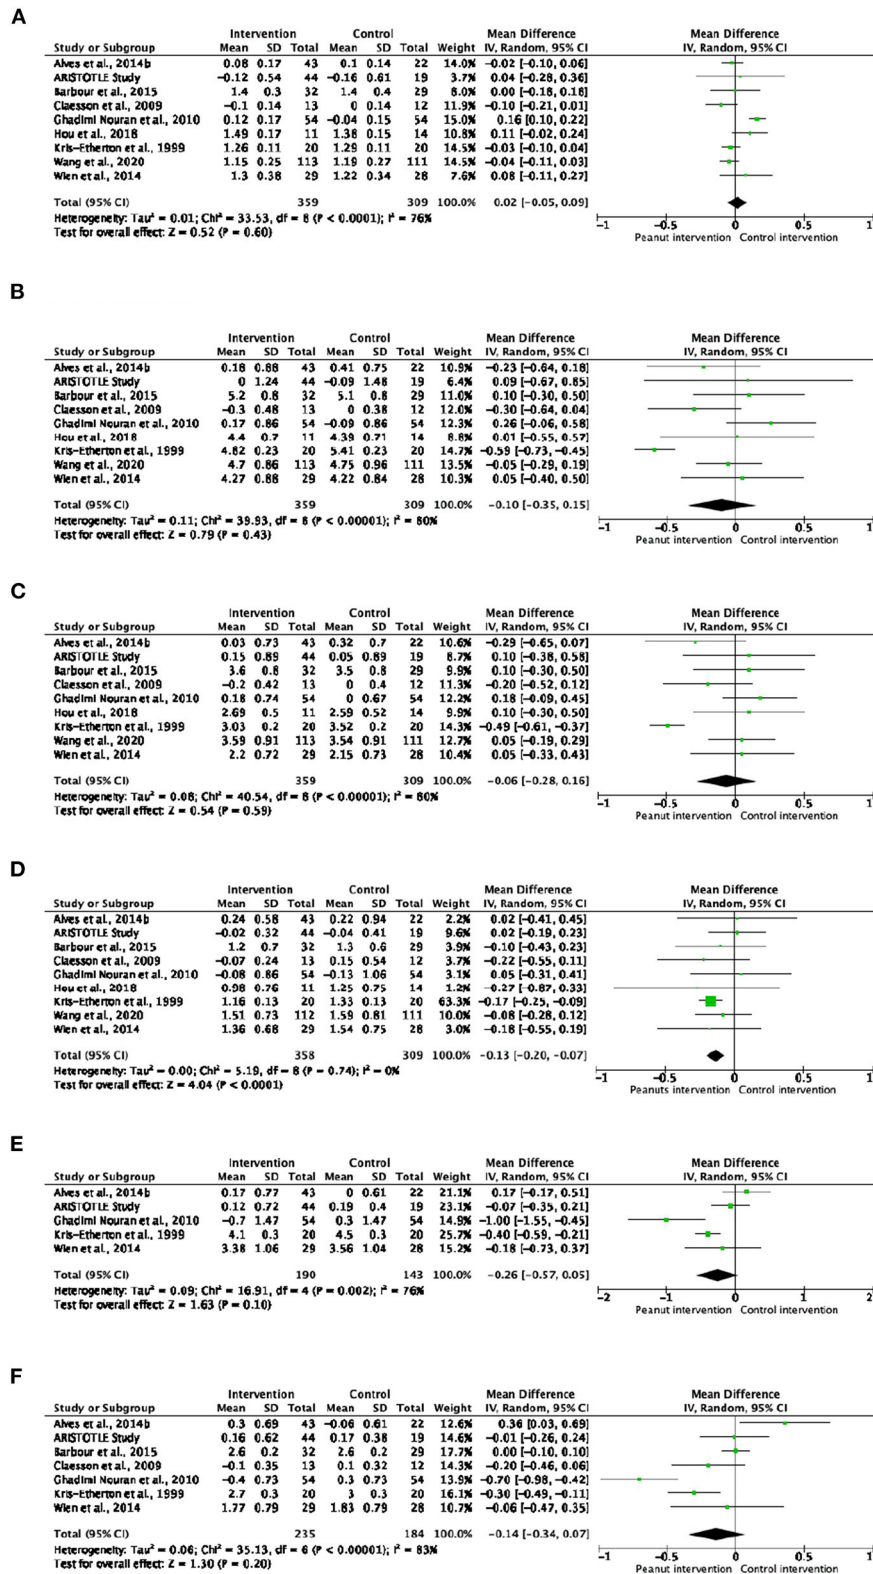 A
Intervention Control Mean Difference Mean Difference
Study or Subgroup Mean SD Total Mean SD Total Weight IV, Random, 95% CI IV, Random, 95% CI
Alves et al., 2014b 0.08 0.17 43 0.1 0.14 22 14.0% −0.02 [−0.10, 0.06]
ARISTOTLE Study −0.12 0.54 44 −0.16 0.61 19 3.7% 0.04 [−0.28, 0.36]
Barbour et al., 2015 1.4 0.3 32 1.4 0.4 29 8.0% 0.00 [−0.18, 0.18]
Claesson et al., 2009 −0.1 0.14 13 0 0.14 12 11.9% −0.10 [−0.21, 0.01]
Ghadimi Nouran et al., 2010 0.12 0.17 54 −0.04 0.15 54 15.0% 0.16 [0.10, 0.22]
Hou et al., 2018 1.49 0.17 11 1.38 0.15 14 10.8% 0.11 [−0.02, 0.24]
Kris-Etherton et al., 1999 1.26 0.11 20 1.29 0.11 20 14.5% −0.03 [−0.10, 0.04]
Wang et al., 2020 1.15 0.25 113 1.19 0.27 111 14.5% −0.04 [−0.11, 0.03]
Wien et al., 2014 1.3 0.38 29 1.22 0.34 28 7.6% 0.08 [−0.11, 0.27]
Total (95% CI) 359 309 100.0% 0.02 [−0.05, 0.09]
Heterogeneity: Tau² = 0.01; Chi² = 33.53, df = 8 (P < 0.0001); I² = 76%
Test for overall effect: Z = 0.52 (P = 0.60)
−1 −0.5 0 0.5 1
Peanut intervention Control intervention
B
Intervention Control Mean Difference Mean Difference
Study or Subgroup Mean SD Total Mean SD Total Weight IV, Random, 95% CI IV, Random, 95% CI
Alves et al., 2014b 0.18 0.88 43 0.41 0.75 22 10.9% −0.23 [−0.64, 0.18]
ARISTOTLE Study 0 1.24 44 −0.09 1.48 19 6.4% 0.09 [−0.67, 0.85]
Barbour et al., 2015 5.2 0.8 32 5.1 0.8 29 11.0% 0.10 [−0.30, 0.50]
Claesson et al., 2009 −0.3 0.48 13 0 0.38 12 12.0% −0.30 [−0.64, 0.04]
Ghadimi Nouran et al., 2010 0.17 0.86 54 −0.09 0.86 54 12.3% 0.26 [−0.06, 0.58]
Hou et al., 2018 4.4 0.7 11 4.39 0.71 14 8.8% 0.01 [−0.55, 0.57]
Kris-Etherton et al., 1999 4.82 0.23 20 5.41 0.23 20 14.7% −0.59 [−0.73, −0.45]
Wang et al., 2020 4.7 0.86 113 4.75 0.96 111 13.5% −0.05 [−0.29, 0.19]
Wien et al., 2014 4.27 0.88 29 4.22 0.84 28 10.3% 0.05 [−0.40, 0.50]
Total (95% CI) 359 309 100.0% −0.10 [−0.35, 0.15]
Heterogeneity: Tau² = 0.11; Chi² = 39.93, df = 8 (P < 0.00001); I² = 80%
Test for overall effect: Z = 0.79 (P = 0.43)
−1 −0.5 0 0.5 1
Peanut intervention Control intervention
C
Intervention Control Mean Difference Mean Difference
Study or Subgroup Mean SD Total Mean SD Total Weight IV, Random, 95% CI IV, Random, 95% CI
Alves et al., 2014b 0.03 0.73 43 0.32 0.7 22 10.6% −0.29 [−0.65, 0.07]
ARISTOTLE Study 0.15 0.89 44 0.05 0.89 19 8.7% 0.10 [−0.38, 0.58]
Barbour et al., 2015 3.6 0.8 32 3.5 0.8 29 9.9% 0.10 [−0.30, 0.50]
Claesson et al., 2009 −0.2 0.42 13 0 0.4 12 11.3% −0.20 [−0.52, 0.12]
Ghadimi Nouran et al., 2010 0.18 0.74 54 0 0.67 54 12.2% 0.18 [−0.09, 0.45]
Hou et al., 2018 2.69 0.5 11 2.59 0.52 14 9.9% 0.10 [−0.30, 0.50]
Kris-Etherton et al., 1999 3.03 0.2 20 3.52 0.2 20 14.3% −0.49 [−0.61, −0.37]
Wang et al., 2020 3.59 0.91 113 3.54 0.91 111 12.7% 0.05 [−0.19, 0.29]
Wien et al., 2014 2.2 0.72 29 2.15 0.73 28 10.4% 0.05 [−0.33, 0.43]
Total (95% CI) 359 309 100.0% −0.06 [−0.28, 0.16]
Heterogeneity: Tau² = 0.08; Chi² = 40.54, df = 8 (P < 0.00001); I² = 80%
Test for overall effect: Z = 0.54 (P = 0.59)
−1 −0.5 0 0.5 1
Peanut intervention Control intervention
D
Intervention Control Mean Difference Mean Difference
Study or Subgroup Mean SD Total Mean SD Total Weight IV, Random, 95% CI IV, Random, 95% CI
Alves et al., 2014b 0.24 0.58 43 0.22 0.94 22 2.2% 0.02 [−0.41, 0.45]
ARISTOTLE Study −0.02 0.32 44 −0.04 0.41 19 9.6% 0.02 [−0.19, 0.23]
Barbour et al., 2015 1.2 0.7 32 1.3 0.6 29 3.9% −0.10 [−0.43, 0.23]
Claesson et al., 2009 −0.07 0.24 13 0.15 0.54 12 3.7% −0.22 [−0.55, 0.11]
Ghadimi Nouran et al., 2010 −0.08 0.86 54 −0.13 1.06 54 3.1% 0.05 [−0.31, 0.41]
Hou et al., 2018 0.98 0.76 11 1.25 0.75 14 1.2% −0.27 [−0.87, 0.33]
Kris-Etherton et al., 1999 1.16 0.13 20 1.33 0.13 20 63.3% −0.17 [−0.25, −0.09]
Wang et al., 2020 1.51 0.73 112 1.59 0.81 111 10.0% −0.08 [−0.28, 0.12]
Wien et al., 2014 1.36 0.68 29 1.54 0.75 28 3.0% −0.18 [−0.55, 0.19]
Total (95% CI) 358 309 100.0% −0.13 [−0.20, −0.07]
Heterogeneity: Tau² = 0.00; Chi² = 5.19, df = 8 (P = 0.74); I² = 0%
Test for overall effect: Z = 4.04 (P < 0.0001)
−1 −0.5 0 0.5 1
Peanuts intervention Control intervention
E
Intervention Control Mean Difference Mean Difference
Study or Subgroup Mean SD Total Mean SD Total Weight IV, Random, 95% CI IV, Random, 95% CI
Alves et al., 2014b 0.17 0.77 43 0 0.61 22 21.1% 0.17 [−0.17, 0.51]
ARISTOTLE Study 0.12 0.72 44 0.19 0.4 19 23.1% −0.07 [−0.35, 0.21]
Ghadimi Nouran et al., 2010 −0.7 1.47 54 0.3 1.47 54 14.9% −1.00 [−1.55, −0.45]
Kris-Etherton et al., 1999 4.1 0.3 20 4.5 0.3 20 25.7% −0.40 [−0.59, −0.21]
Wien et al., 2014 3.38 1.06 29 3.56 1.04 28 15.2% −0.18 [−0.73, 0.37]
Total (95% CI) 190 143 100.0% −0.26 [−0.57, 0.05]
Heterogeneity: Tau² = 0.09; Chi² = 16.91, df = 4 (P = 0.002); I² = 76%
Test for overall effect: Z = 1.63 (P = 0.10)
−2 −1 0 1 2
Peanut intervention Control intervention
F
Intervention Control Mean Difference Mean Difference
Study or Subgroup Mean SD Total Mean SD Total Weight IV, Random, 95% CI IV, Random, 95% CI
Alves et al., 2014b 0.3 0.69 43 −0.06 0.61 22 12.6% 0.36 [0.03, 0.69]
ARISTOTLE Study 0.16 0.62 44 0.17 0.38 19 14.6% −0.01 [−0.26, 0.24]
Barbour et al., 2015 2.6 0.2 32 2.6 0.2 29 17.7% 0.00 [−0.10, 0.10]
Claesson et al., 2009 −0.1 0.35 13 0.1 0.32 12 14.4% −0.20 [−0.46, 0.06]
Ghadimi Nouran et al., 2010 −0.4 0.73 54 0.3 0.73 54 13.9% −0.70 [−0.98, −0.42]
Kris-Etherton et al., 1999 2.7 0.3 20 3 0.3 20 16.1% −0.30 [−0.49, −0.11]
Wien et al., 2014 1.77 0.79 29 1.83 0.79 28 10.7% −0.06 [−0.47, 0.35]
Total (95% CI) 235 184 100.0% −0.14 [−0.34, 0.07]
Heterogeneity: Tau² = 0.06; Chi² = 35.13, df = 6 (P < 0.00001); I² = 83%
Test for overall effect: Z = 1.30 (P = 0.20)
−1 −0.5 0 0.5 1
Peanut intervention Control intervention